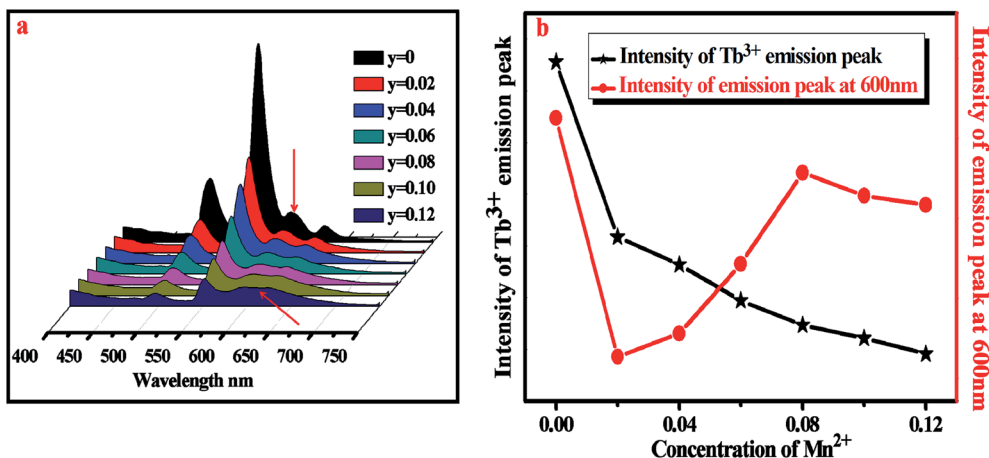 a
y=0
y=0.02
y=0.04
y=0.06
y=0.08
y=0.10
y=0.12
400 450 500 550 600 650 700 750
Wavelength nm
b
Intensity of Tb3+ emission peak
Intensity of emission peak at 600nm
Intensity of Tb3+ emission peak
Intensity of emission peak at 600nm
0.00 0.04 0.08 0.12
Concentration of Mn2+